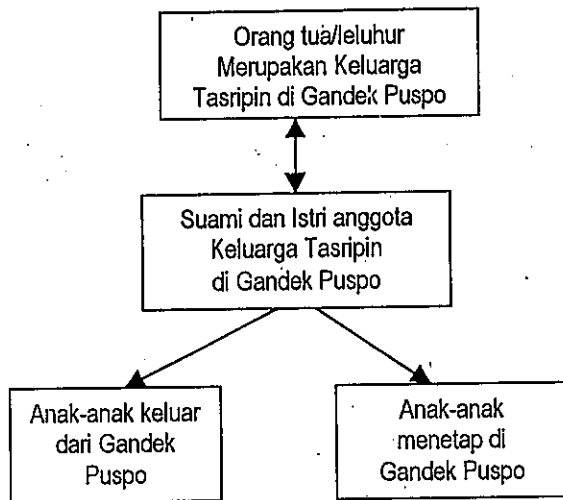 Orang tua/leluhur
Merupakan Keluarga
Tasripin di Gandek Puspo
Suami dan Istri anggota
Keluarga Tasripin
di Gandek Puspo
Anak-anak keluar
dari Gandek
Puspo
Anak-anak
menetap di
Gandek Puspo